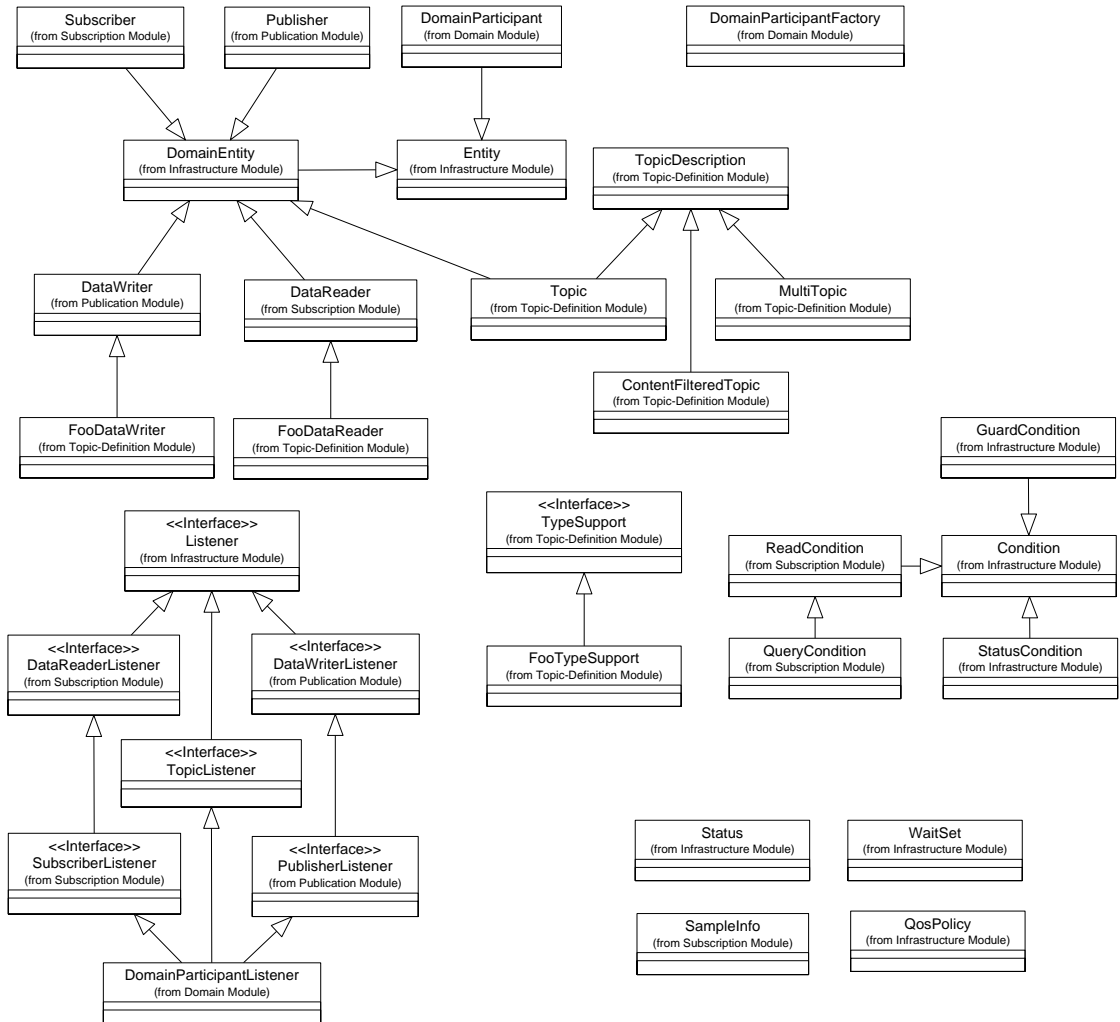 Subscriber
(from Subscription Module)
Publisher
(from Publication Module)
DomainParticipant
(from Domain Module)
DomainParticipantFactory
(from Domain Module)
DomainEntity
(from Infrastructure Module)
Entity
(from Infrastructure Module)
TopicDescription
(from Topic-Definition Module)
DataWriter
(from Publication Module)
DataReader
(from Subscription Module)
Topic
(from Topic-Definition Module)
MultiTopic
(from Topic-Definition Module)
ContentFilteredTopic
(from Topic-Definition Module)
FooDataWriter
(from Topic-Definition Module)
FooDataReader
(from Topic-Definition Module)
GuardCondition
(from Infrastructure Module)
<<Interface>>
Listener
(from Infrastructure Module)
<<Interface>>
TypeSupport
(from Topic-Definition Module)
ReadCondition
(from Subscription Module)
Condition
(from Infrastructure Module)
<<Interface>>
DataReaderListener
(from Subscription Module)
<<Interface>>
DataWriterListener
(from Publication Module)
FooTypeSupport
(from Topic-Definition Module)
QueryCondition
(from Subscription Module)
StatusCondition
(from Infrastructure Module)
<<Interface>>
TopicListener
<<Interface>>
SubscriberListener
(from Subscription Module)
<<Interface>>
PublisherListener
(from Publication Module)
Status
(from Infrastructure Module)
WaitSet
(from Infrastructure Module)
SampleInfo
(from Subscription Module)
QosPolicy
(from Infrastructure Module)
DomainParticipantListener
(from Domain Module)